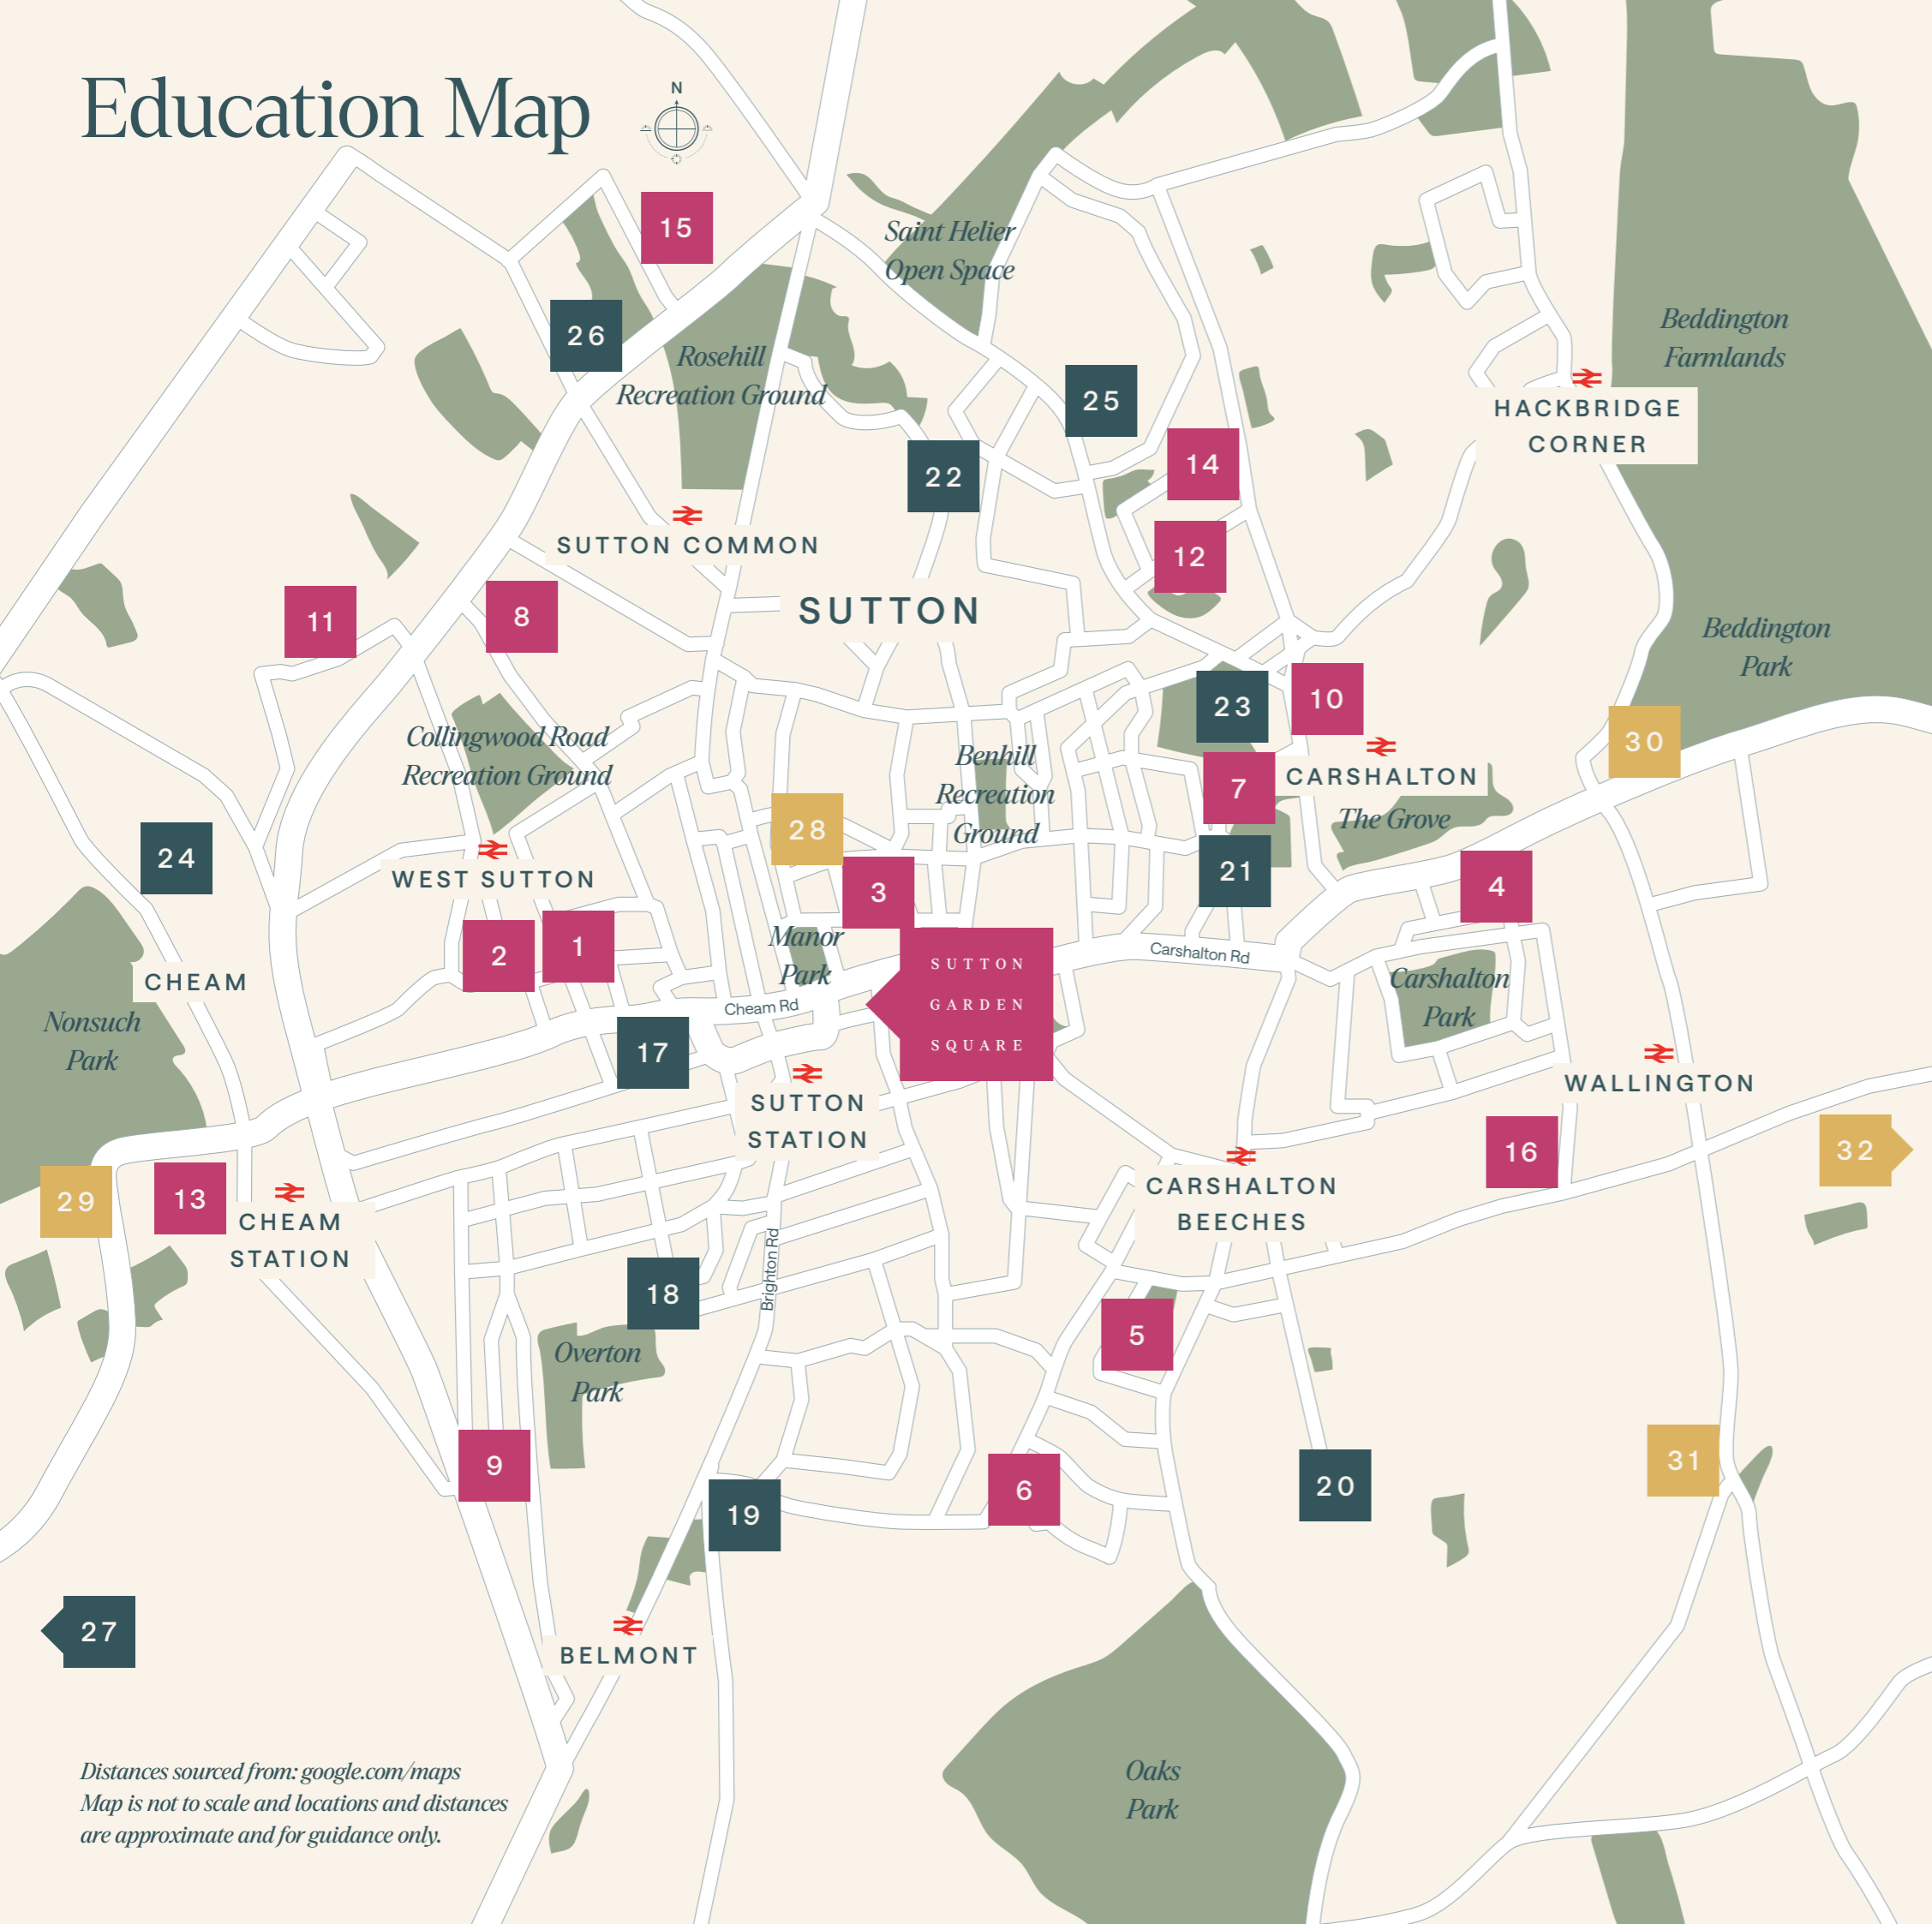 Education Map
N
15
Saint Helier
Open Space
26
Rosehill
Recreation Ground
Beddington
Farmlands
25
HACKBRIDGE
CORNER
22
14
SUTTON COMMON
12
11
8
SUTTON
Beddington
Park
23
10
30
Collingwood Road
Recreation Ground
Benhill
Recreation
Ground
7
CARSHALTON
The Grove
28
24
WEST SUTTON
3
21
4
2
1
Manor
Park
SUTTON
GARDEN
SQUARE
Carshalton Rd
CHEAM
Carshalton
Park
Cheam Rd
Nonsuch
Park
17
SUTTON
STATION
WALLINGTON
16
32
29
13
CHEAM
STATION
CARSHALTON
BEECHES
Brighton Rd
18
5
Overton
Park
9
6
20
31
19
27
BELMONT
Oaks
Park
Distances sourced from: google.com/maps
Map is not to scale and locations and distances
are approximate and for guidance only.